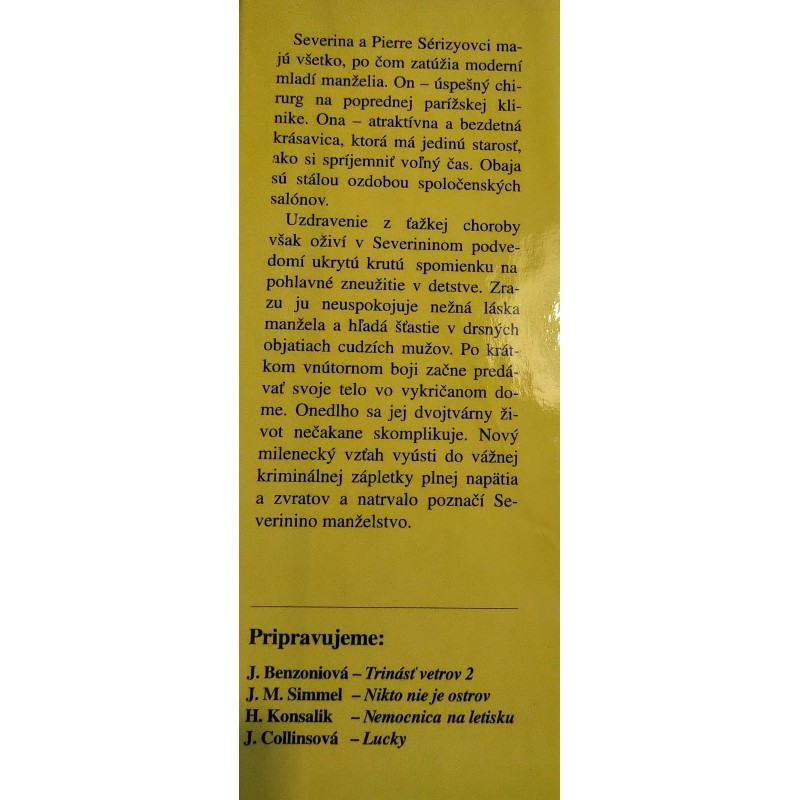 Severina a Pierre Sérizyovci ma-
jú všetko, po čom zatúžia moderní
mladí manželia. On – úspešný chi-
rurg na poprednej parížskej kli-
nike. Ona – atraktívna a bezdetná
krásavica, ktorá má jedinú starosť,
ako si spríjemniť voľný čas. Obaja
sú stálou ozdobou spoločenských
salónov.
Uzdravenie z ťažkej choroby
však oživí v Severininom podve-
domí ukrytú krutú spomienku na
pohlavné zneužitie v detstve. Zra-
zu ju neuspokojuje nežná láska
manžela a hľadá šťastie v drsných
objatiach cudzích mužov. Po krát-
kom vnútornom boji začne predá-
vať svoje telo vo vykričanom do-
me. Onedlho sa jej dvojtvárny ži-
vot nečakane skomplikuje. Nový
milenecký vzťah vyústi do vážnej
kriminálnej zápletky plnej napätia
a zvratov a natrvalo poznačí Se-
verinino manželstvo.
Pripravujeme:
J. Benzoniová – Trinásť vetrov 2
J. M. Simmel – Nikto nie je ostrov
H. Konsalik – Nemocnica na letisku
J. Collinsová – Lucky